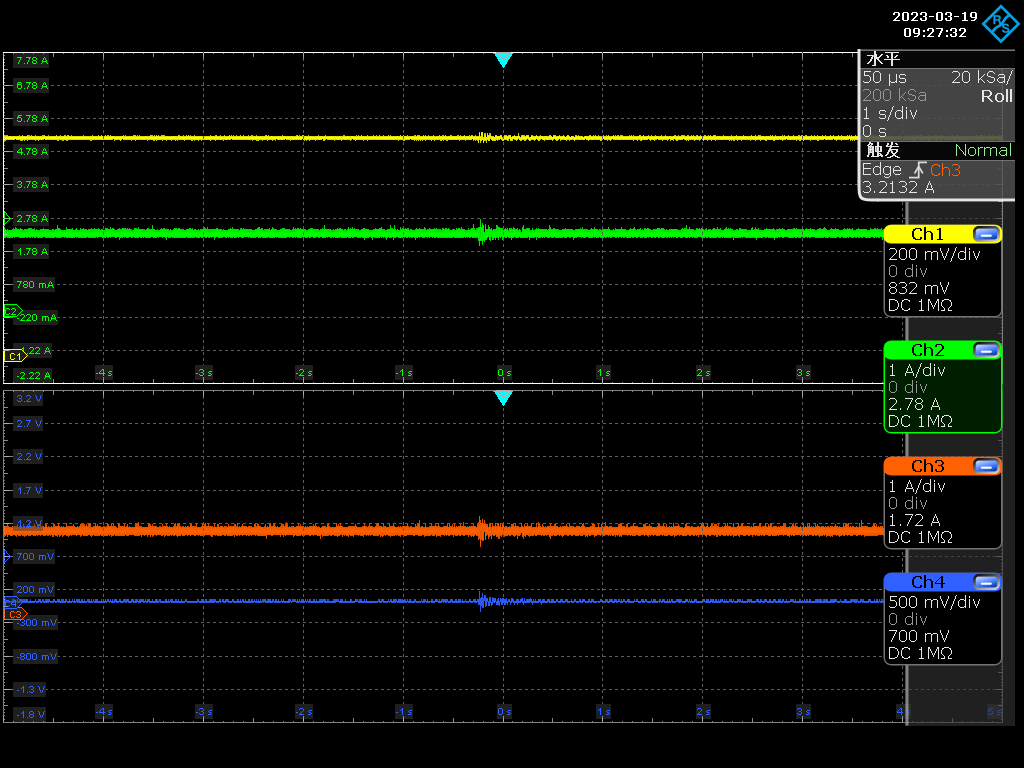 2023-03-19
09:27:32
R
S
水平
50 µs 20 kSa/
200 kSa Roll
1 s/div
0 s
触发 Normal
Edge Ch3
3.2132 A
7.78 A
6.78 A
5.78 A
4.78 A
3.78 A
2.78 A
1.78 A
780 mA
C2
-220 mA
C1
.22 A
-2.22 A
-4 s -3 s -2 s -1 s 0 s 1 s 2 s 3 s
Ch1
200 mV/div
0 div
832 mV
DC 1MΩ
Ch2
1 A/div
0 div
2.78 A
DC 1MΩ
3.2 V
2.7 V
2.2 V
1.7 V
1.2 V
700 mV
200 mV
C3
-300 mV
-800 mV
-1.3 V
-1.8 V
-4 s -3 s -2 s -1 s 0 s 1 s 2 s 3 s 4 5 s
Ch3
1 A/div
0 div
1.72 A
DC 1MΩ
Ch4
500 mV/div
0 div
700 mV
DC 1MΩ